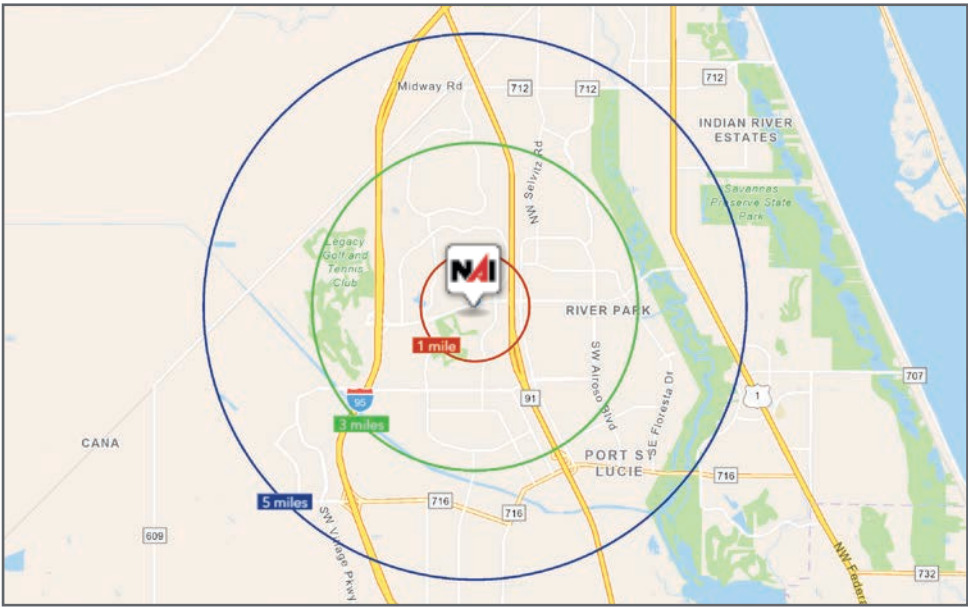 Midway Rd
712
712
712
INDIAN RIVER
ESTATES
NW Selvitz Rd
Savannas
Preserve State
Park
Legacy
Golf and
Tennis
Club
NAI
RIVER PARK
1 mile
SW Airoso Blvd
SE Floresta Dr
707
1
95
91
3 miles
CANA
PORT ST
LUCIE
716
5 miles
716
716
SW Village Pkwy
609
NW Federa
732